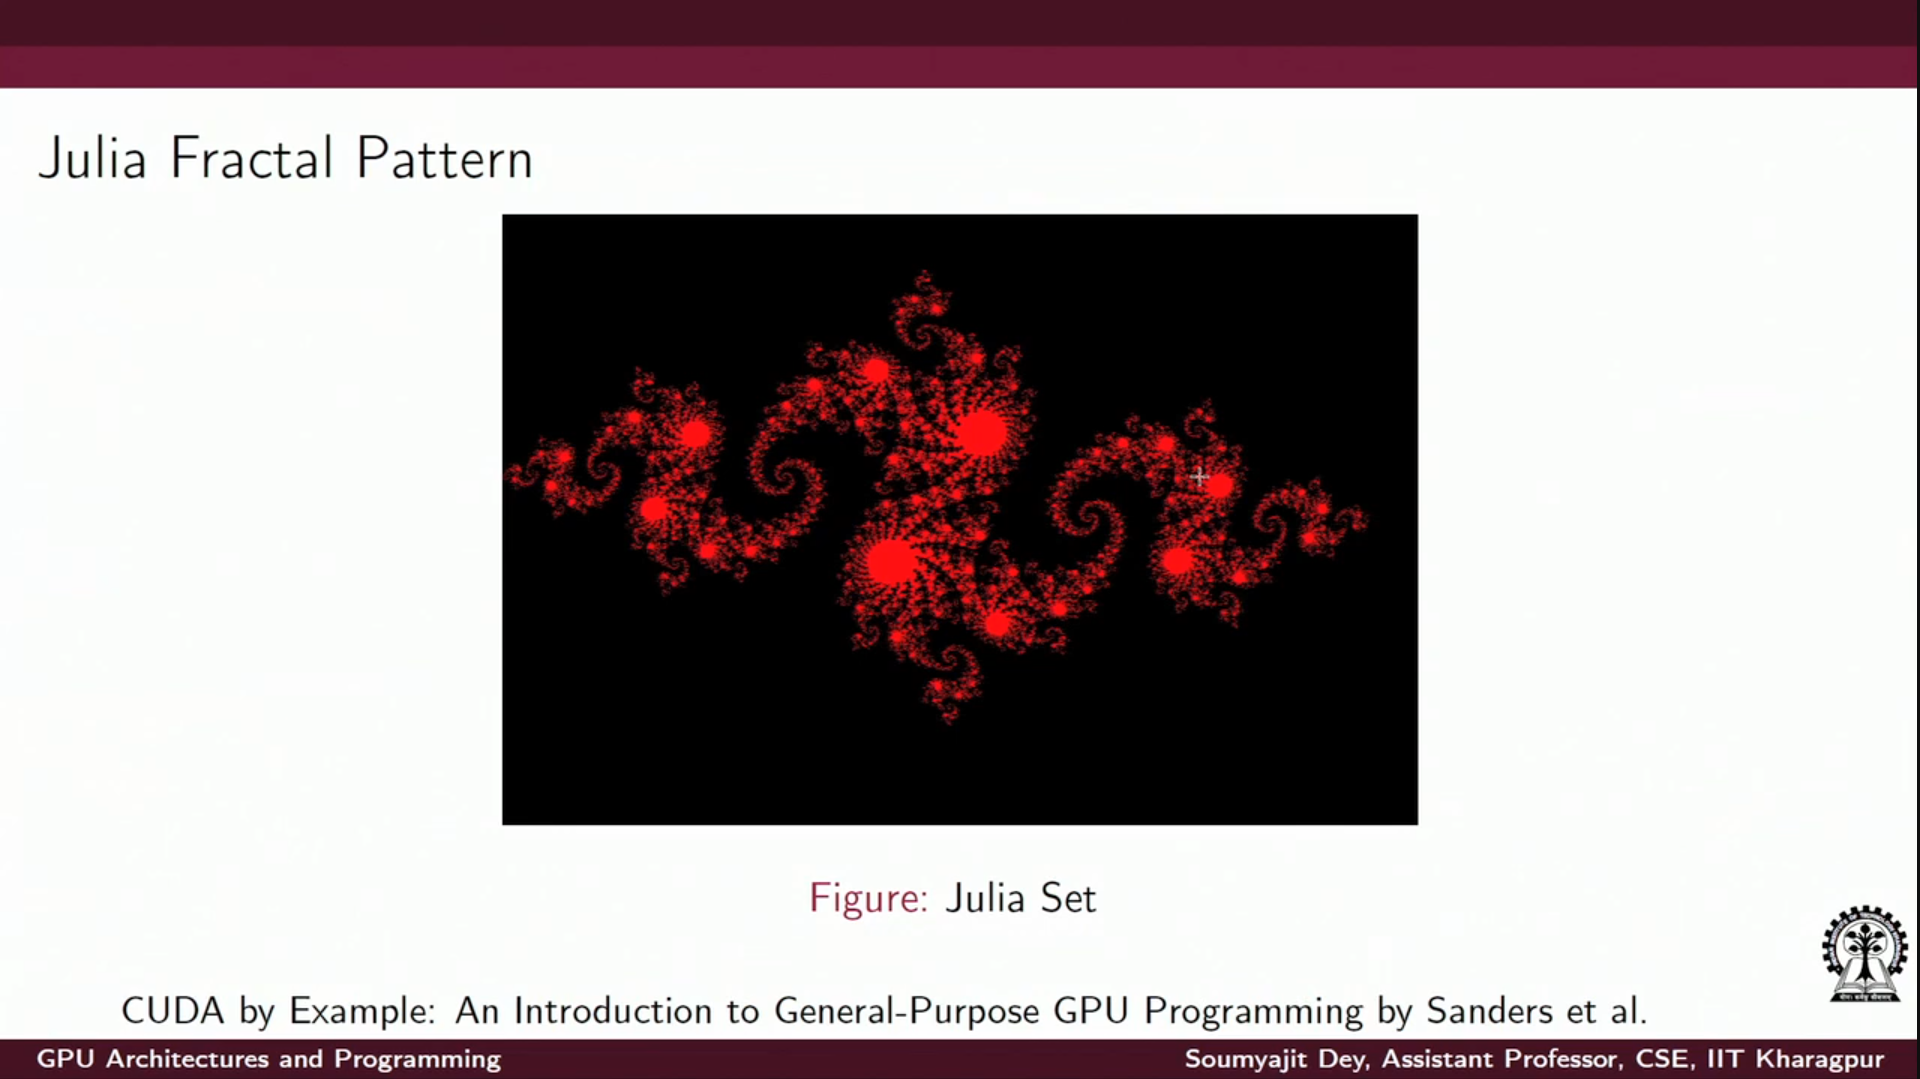 Julia Fractal Pattern
Figure: Julia Set
CUDA by Example: An Introduction to General-Purpose GPU Programming by Sanders et al.
GPU Architectures and Programming
Soumyajit Dey, Assistant Professor, CSE, IIT Kharagpur